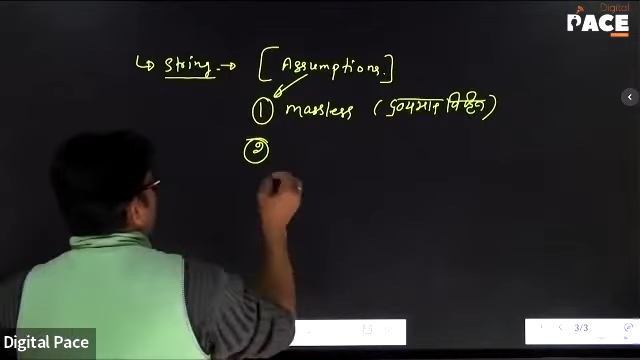 Digital
PACE
↳ String → [Assumptions.]
① massless (द्रव्यमान विहीन)
②
Digital Pace
3/3